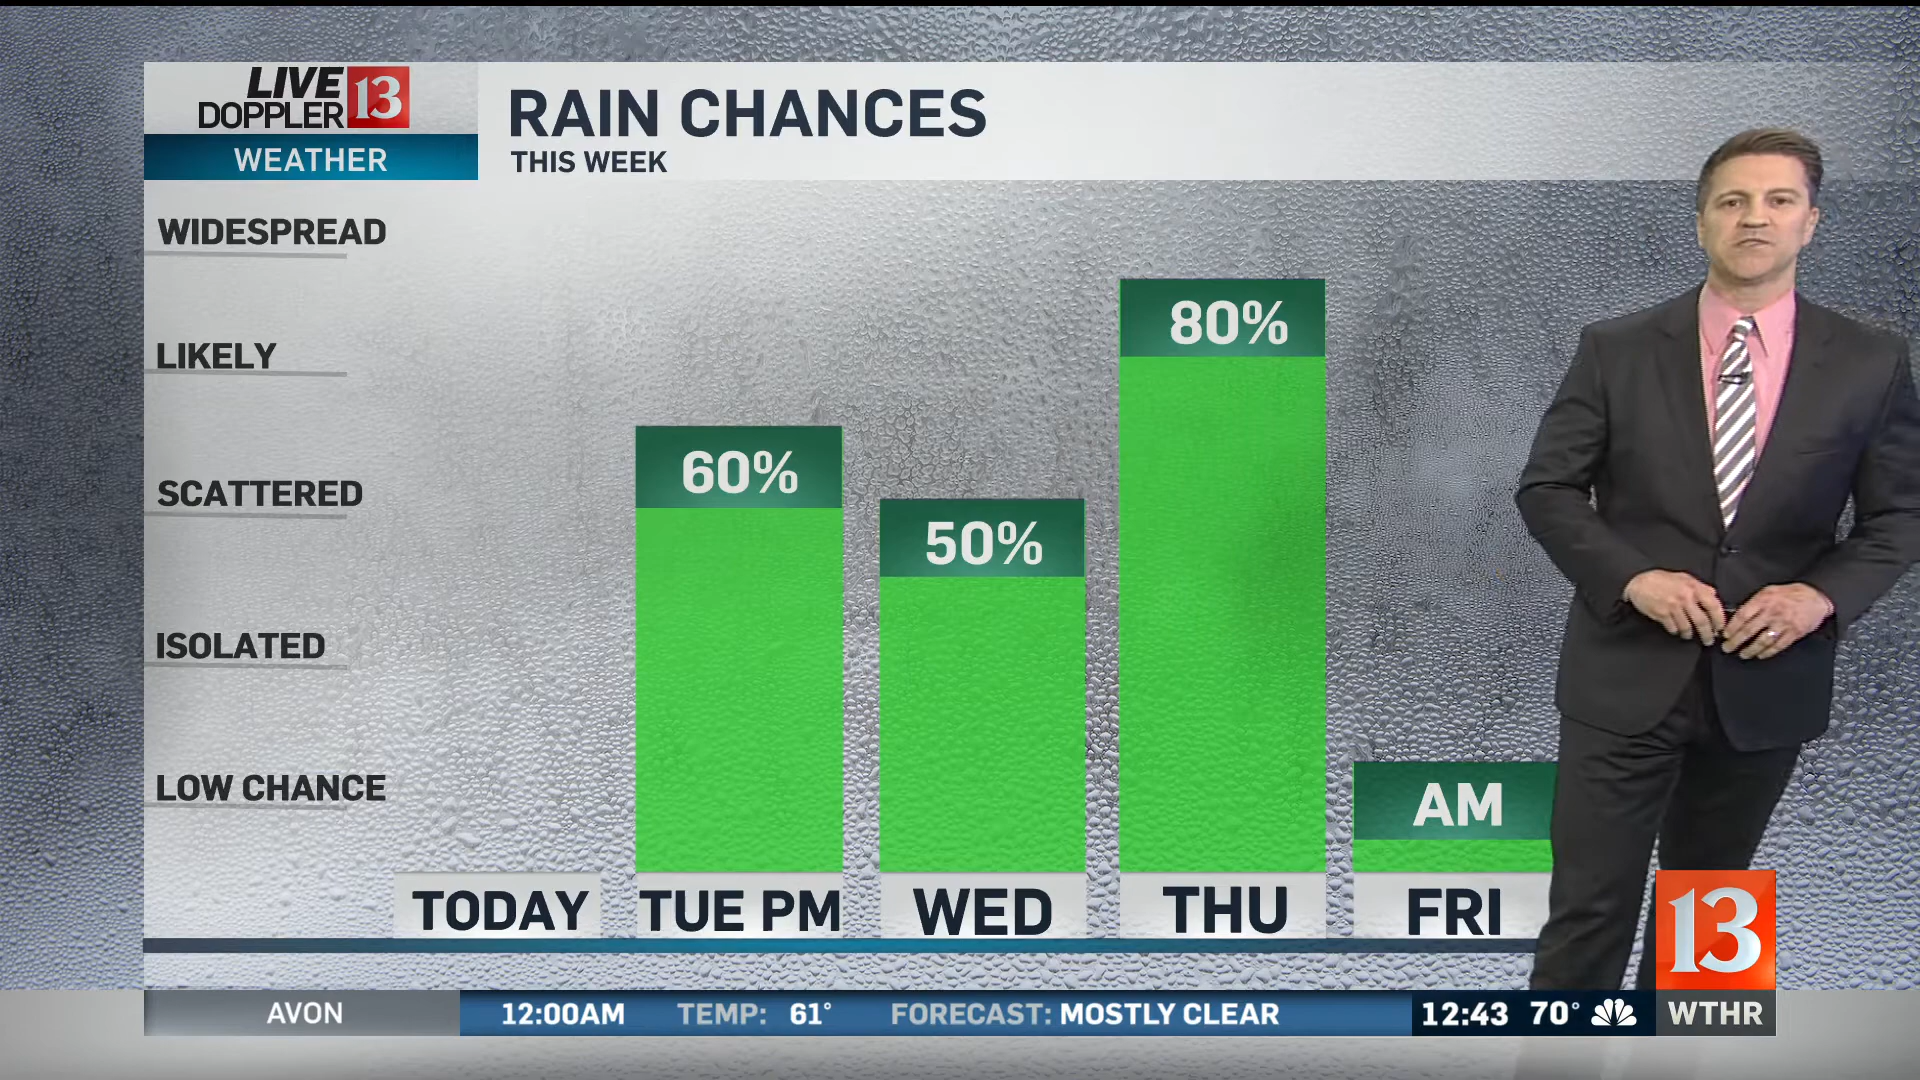 LIVE
DOPPLER 13
WEATHER
RAIN CHANCES
THIS WEEK
WIDESPREAD
LIKELY
SCATTERED
ISOLATED
LOW CHANCE
60%
50%
80%
AM
TODAY
TUE PM
WED
THU
FRI
13
AVON
12:00AM TEMP: 61° FORECAST: MOSTLY CLEAR
12:43 70°
WTHR